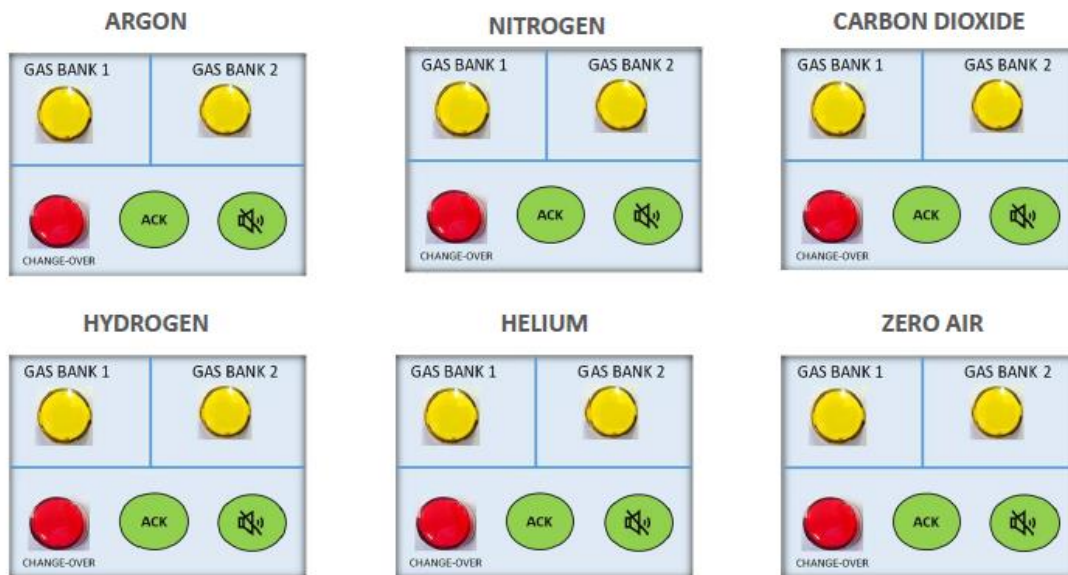 ARGON
NITROGEN
CARBON DIOXIDE
GAS BANK 1 GAS BANK 2
GAS BANK 1 GAS BANK 2
GAS BANK 1 GAS BANK 2
ACK
ACK
ACK
CHANGE-OVER
CHANGE-OVER
CHANGE-OVER
HYDROGEN
HELIUM
ZERO AIR
GAS BANK 1 GAS BANK 2
GAS BANK 1 GAS BANK 2
GAS BANK 1 GAS BANK 2
ACK
ACK
ACK
CHANGE-OVER
CHANGE-OVER
CHANGE-OVER